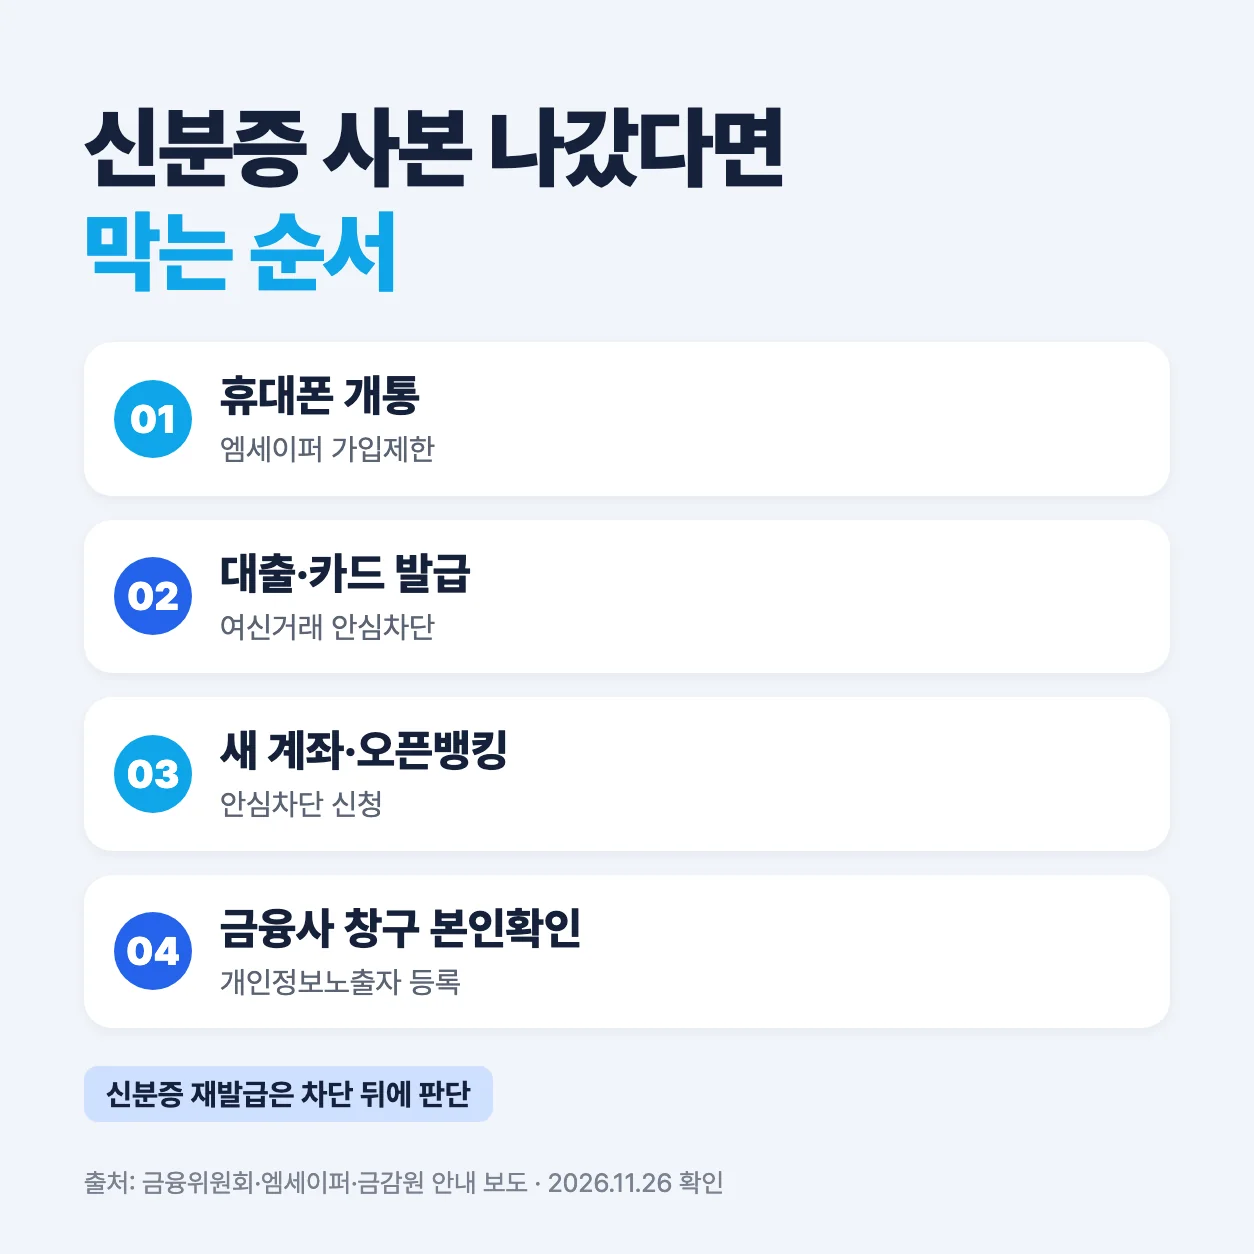 신분증 사본 나갔다면
막는 순서
01
휴대폰 개통
엠세이퍼 가입제한
02
대출·카드 발급
여신거래 안심차단
03
새 계좌·오픈뱅킹
안심차단 신청
04
금융사 창구 본인확인
개인정보노출자 등록
신분증 재발급은 차단 뒤에 판단
출처: 금융위원회·엠세이퍼·금감원 안내 보도 · 2026.11.26 확인